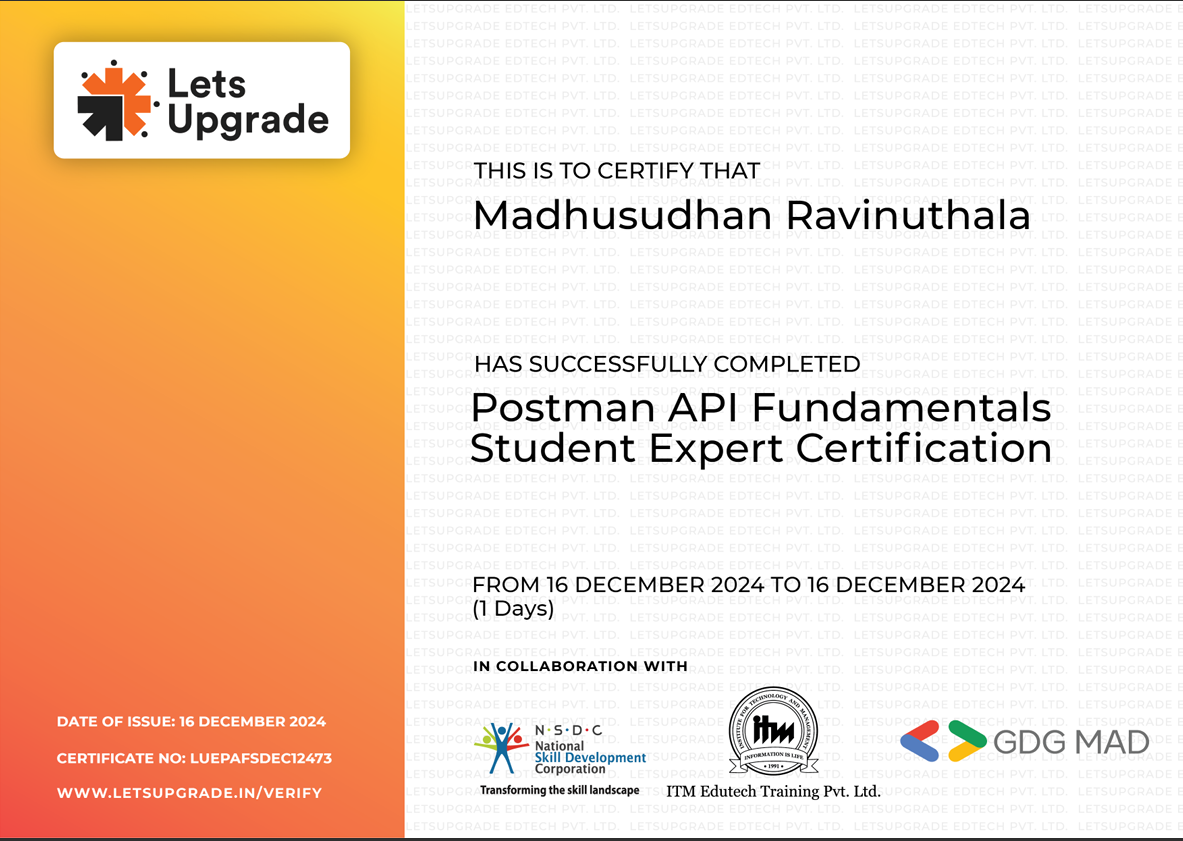 Lets
Upgrade
THIS IS TO CERTIFY THAT
Madhusudhan Ravinuthala
HAS SUCCESSFULLY COMPLETED
Postman API Fundamentals
Student Expert Certification
FROM 16 DECEMBER 2024 TO 16 DECEMBER 2024
(1 Days)
IN COLLABORATION WITH
N·S·D·C
National
Skill Development
Corporation
Transforming the skill landscape
INSTITUTE FOR TECHNOLOGY AND MANAGEMENT
itm
INFORMATION IS LIFE
• 1991 •
ITM Edutech Training Pvt. Ltd.
GDG MAD
DATE OF ISSUE: 16 DECEMBER 2024
CERTIFICATE NO: LUEPAFSDEC12473
WWW.LETSUPGRADE.IN/VERIFY
LETSUPGRADE EDTECH PVT. LTD.